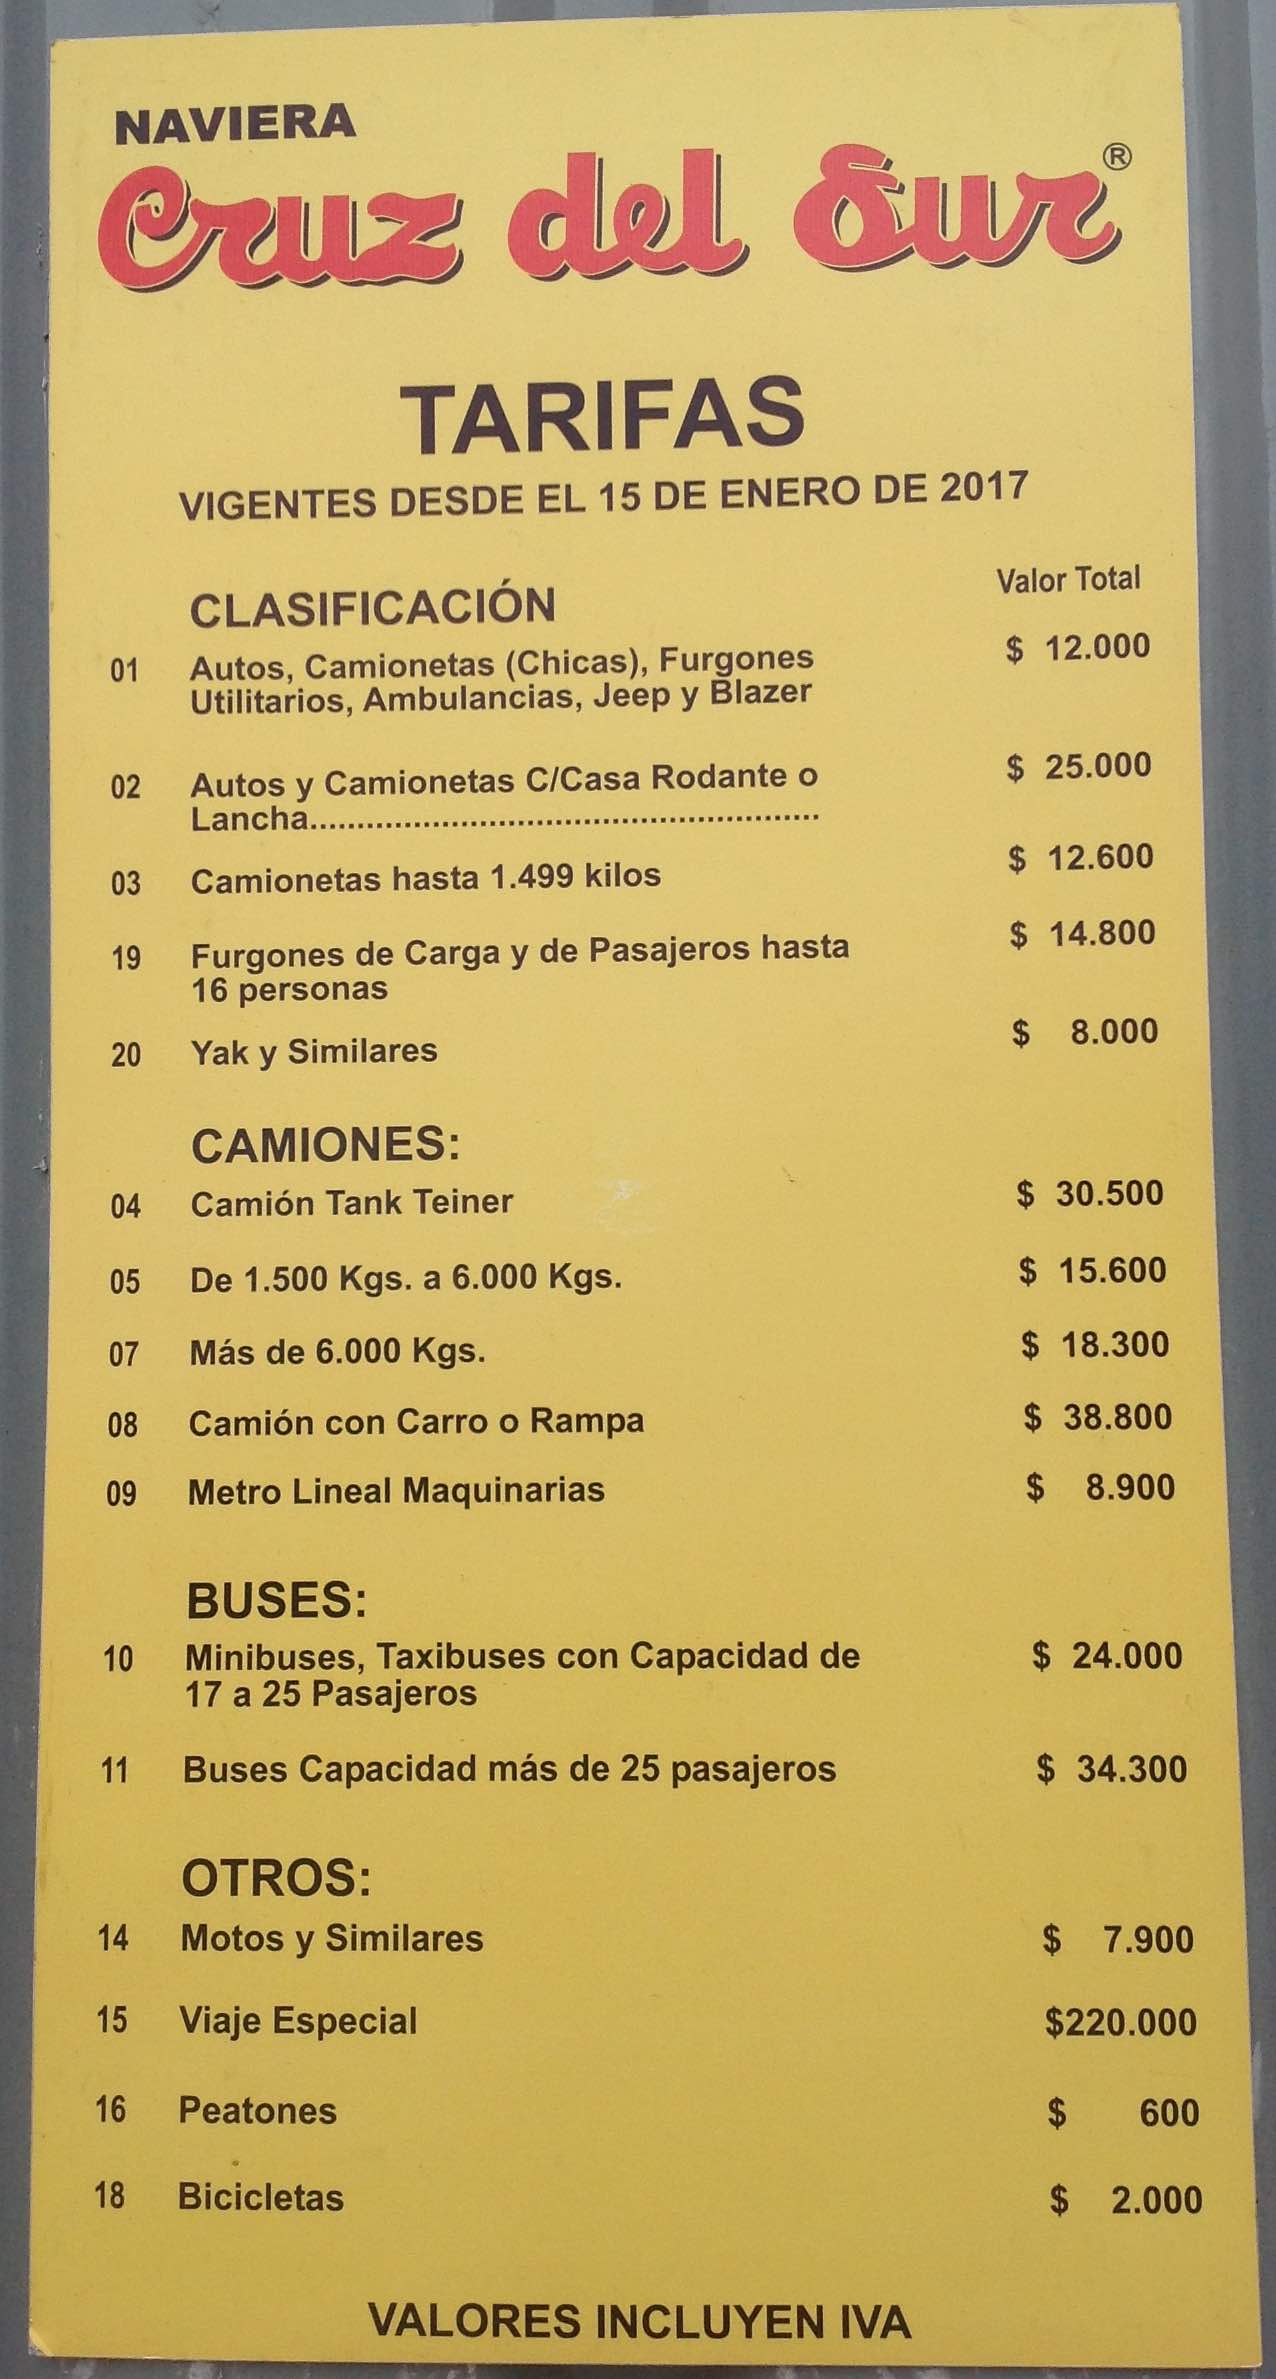 NAVIERA
Cruz del Sur®
TARIFAS
VIGENTES DESDE EL 15 DE ENERO DE 2017
CLASIFICACIÓN Valor Total
01 Autos, Camionetas (Chicas), Furgones $ 12.000
Utilitarios, Ambulancias, Jeep y Blazer
02 Autos y Camionetas C/Casa Rodante o $ 25.000
Lancha......................................................
03 Camionetas hasta 1.499 kilos $ 12.600
19 Furgones de Carga y de Pasajeros hasta $ 14.800
16 personas
20 Yak y Similares $ 8.000
CAMIONES:
04 Camión Tank Teiner $ 30.500
05 De 1.500 Kgs. a 6.000 Kgs. $ 15.600
07 Más de 6.000 Kgs. $ 18.300
08 Camión con Carro o Rampa $ 38.800
09 Metro Lineal Maquinarias $ 8.900
BUSES:
10 Minibuses, Taxibuses con Capacidad de $ 24.000
17 a 25 Pasajeros
11 Buses Capacidad más de 25 pasajeros $ 34.300
OTROS:
14 Motos y Similares $ 7.900
15 Viaje Especial $220.000
16 Peatones $ 600
18 Bicicletas $ 2.000
VALORES INCLUYEN IVA